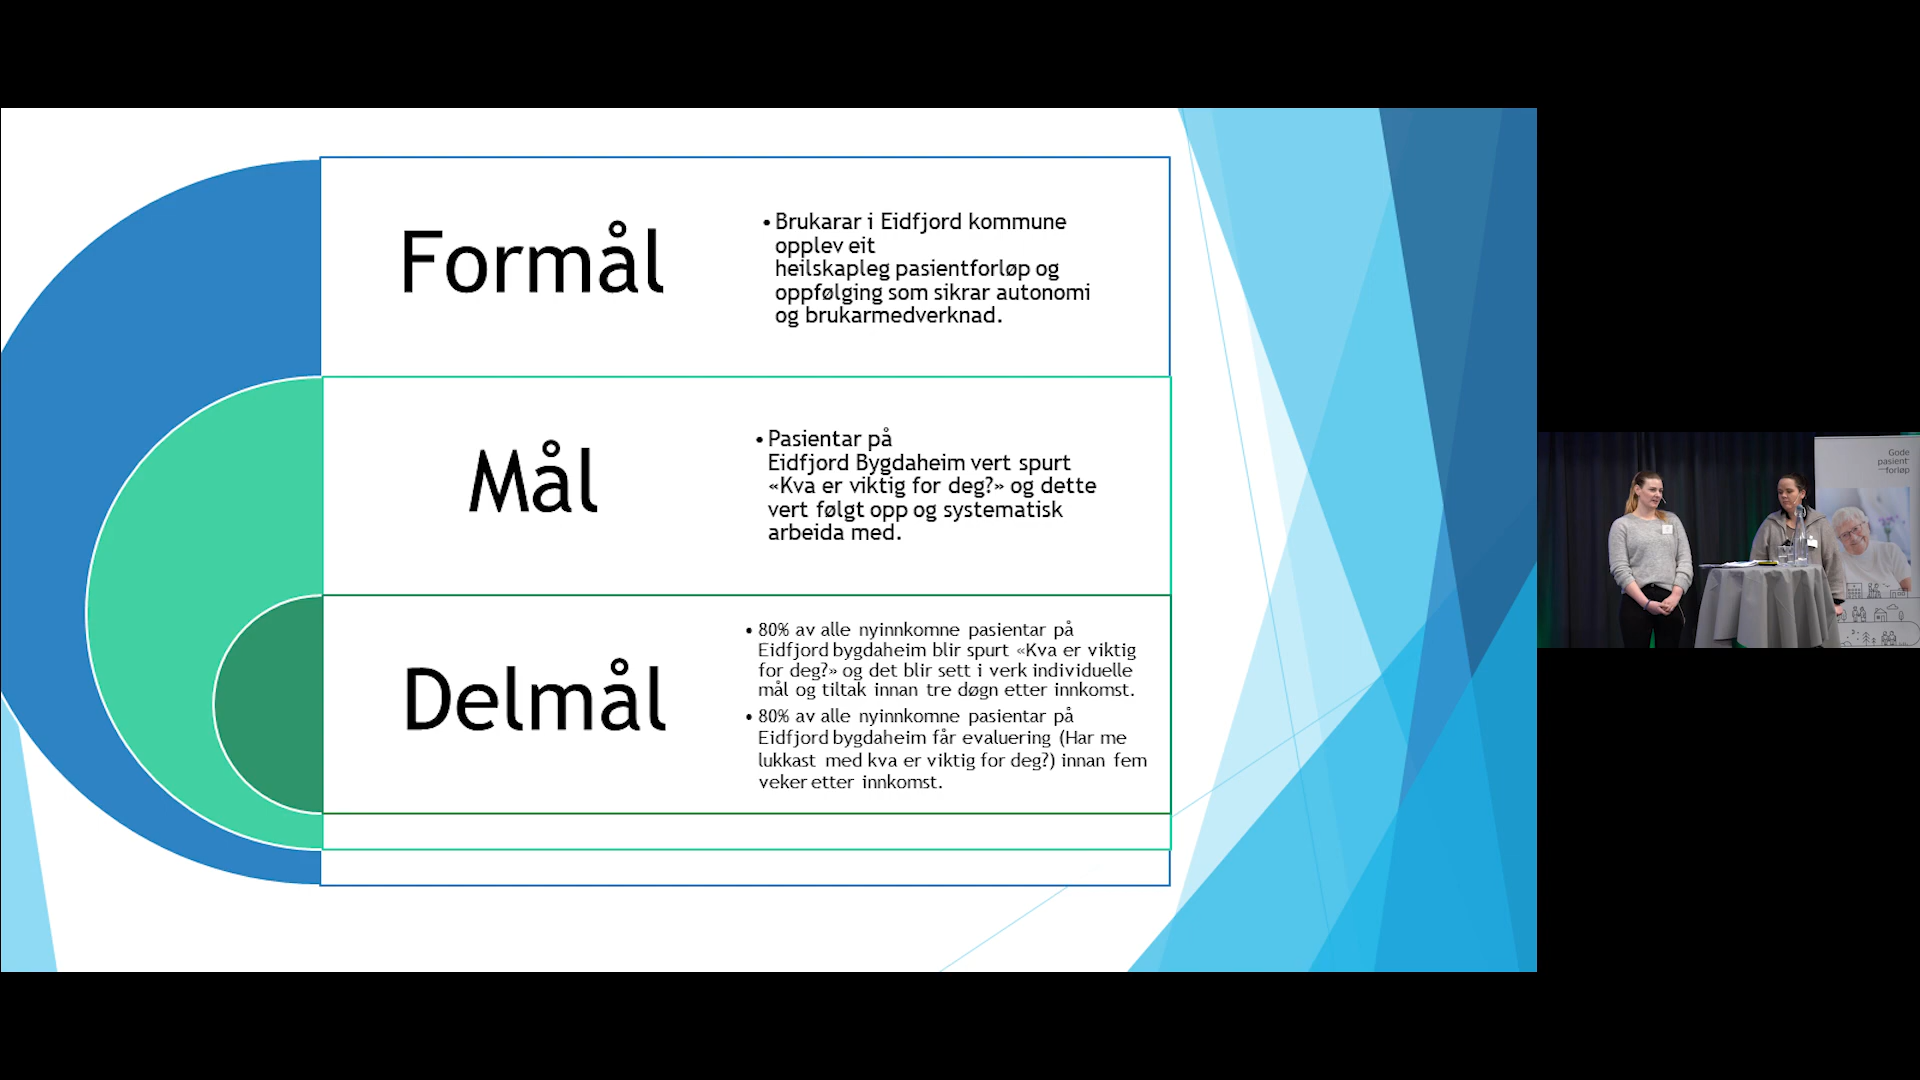 Formål
• Brukarar i Eidfjord kommune
opplev eit
heilskapleg pasientforløp og
oppfølging som sikrar autonomi
og brukarmedverknad.
Mål
• Pasientar på
Eidfjord Bygdaheim vert spurt
«Kva er viktig for deg?» og dette
vert følgt opp og systematisk
arbeida med.
Delmål
• 80% av alle nyinnkomne pasientar på
Eidfjord bygdaheim blir spurt «Kva er viktig
for deg?» og det blir sett i verk individuelle
mål og tiltak innan tre døgn etter innkomst.
• 80% av alle nyinnkomne pasientar på
Eidfjord bygdaheim får evaluering (Har me
lukkast med kva er viktig for deg?) innan fem
veker etter innkomst.
Gode
pasient
—forløp